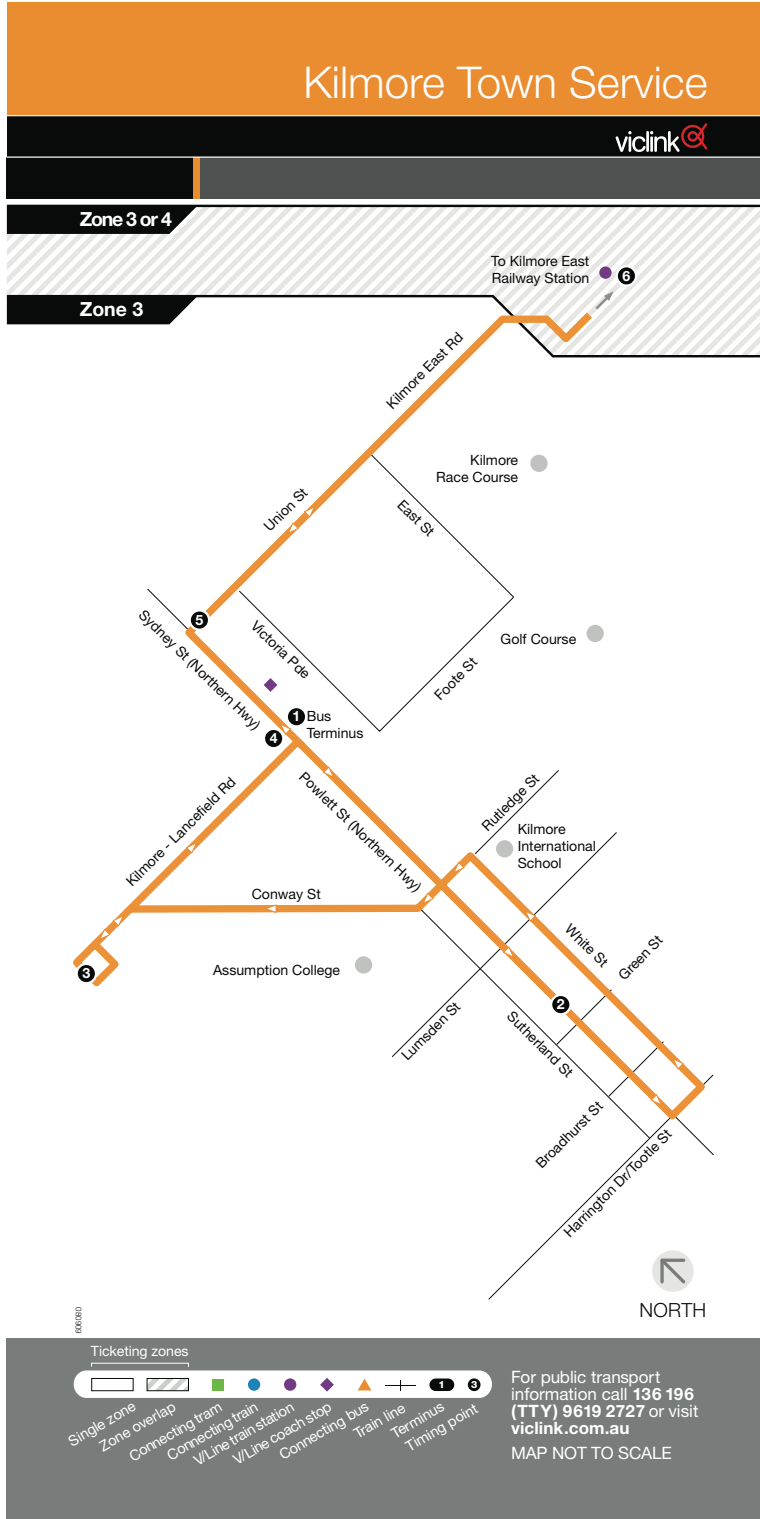 Kilmore Town Service
viclink
Zone 3 or 4
To Kilmore East
Railway Station
6
Zone 3
Kilmore East Rd
Kilmore
Race Course
Union St
East St
5
Sydney St (Northern Hwy)
Victoria Pde
Golf Course
Foote St
1
Bus
Terminus
4
Kilmore - Lancefield Rd
Powlett St (Northern Hwy)
Rutledge St
Kilmore
International
School
Conway St
White St
Green St
3
Assumption College
2
Lumsden St
Sutherland St
Broadhurst St
Harrington Dr/Tootle St
NORTH
080909
Ticketing zones
1
3
Single zone
Zone overlap
Connecting tram
Connecting train
V/Line train station
V/Line coach stop
Connecting bus
Train line
Terminus
Timing point
For public transport
information call 136 196
(TTY) 9619 2727 or visit
viclink.com.au
MAP NOT TO SCALE